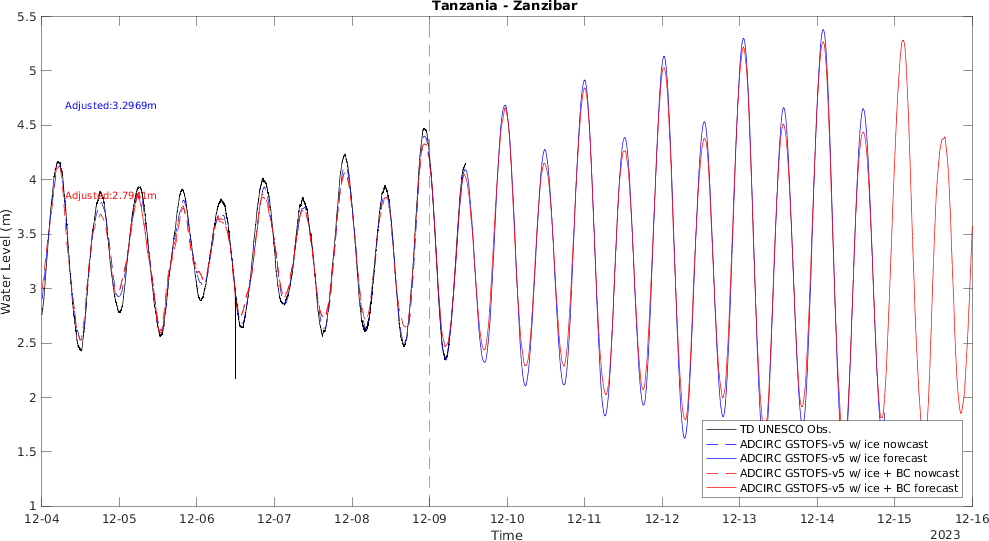 Tanzania - Zanzibar
5.5
5
4.5
4
3.5
3
2.5
2
1.5
1
Water Level (m)
Adjusted:3.2969m
Adjusted:2.7941m
TD UNESCO Obs.
ADCIRC GSTOFS-v5 w/ ice nowcast
ADCIRC GSTOFS-v5 w/ ice forecast
ADCIRC GSTOFS-v5 w/ ice + BC nowcast
ADCIRC GSTOFS-v5 w/ ice + BC forecast
12-04 12-05 12-06 12-07 12-08 12-09 12-10 12-11 12-12 12-13 12-14 12-15 12-16
Time
2023